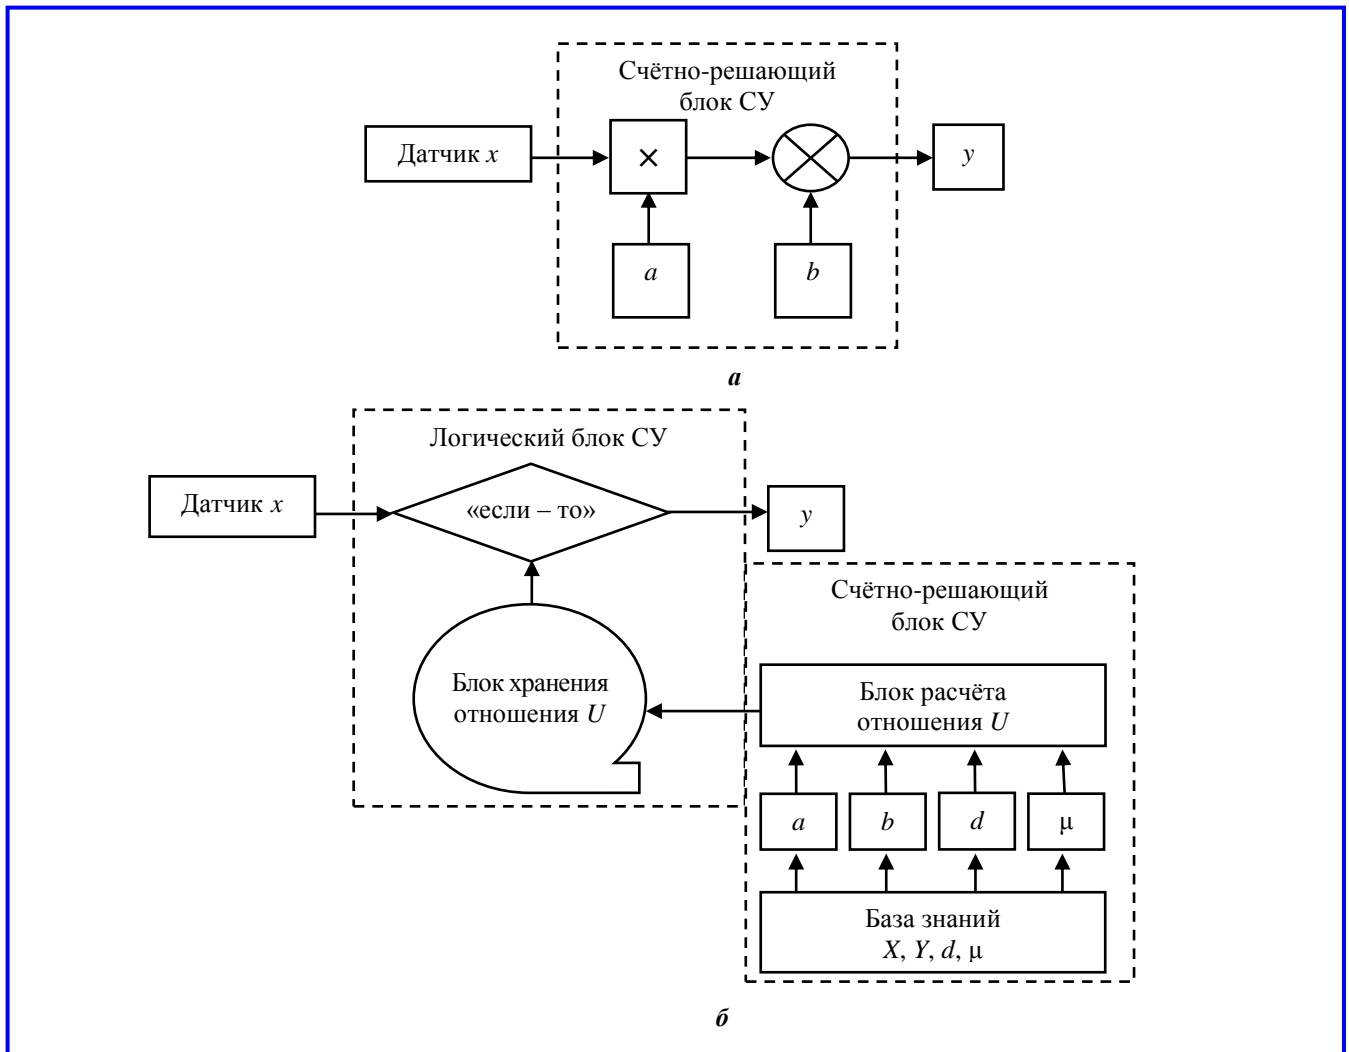 Счётно-решающий
блок СУ
Датчик x
×
y
a
b
а
Логический блок СУ
Датчик x
«если – то»
y
Счётно-решающий
блок СУ
Блок хранения
отношения U
Блок расчёта
отношения U
a
b
d
μ
База знаний
X, Y, d, μ
б